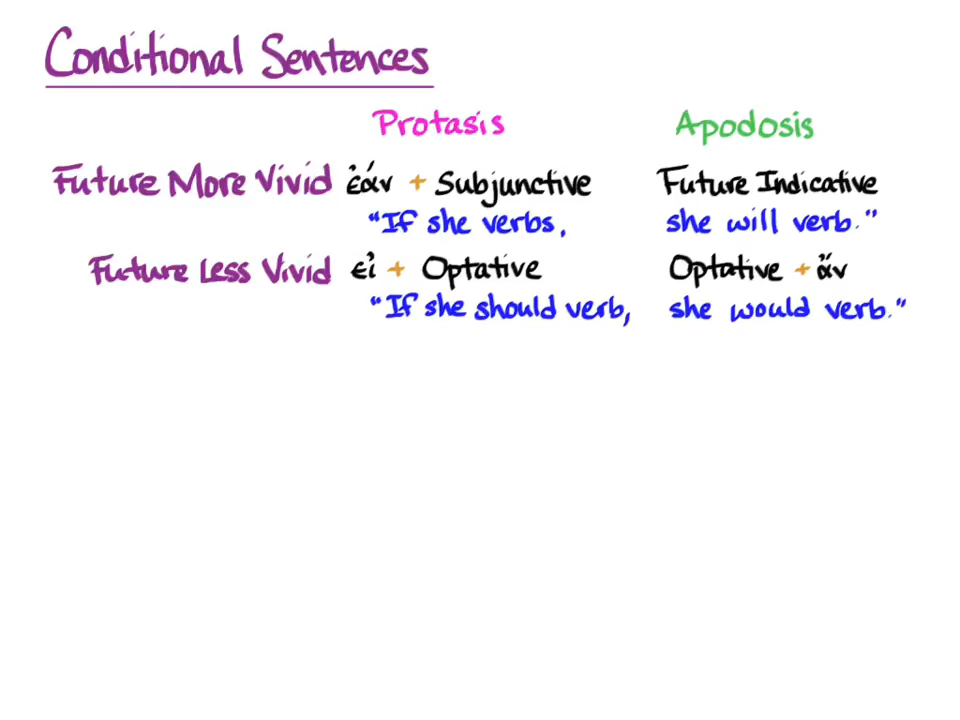 Conditional Sentences
Protasis Apodosis
Future More Vivid ἐάν + Subjunctive Future Indicative
"If she verbs, she will verb."
Future Less Vivid εἰ + Optative Optative + ἄν
"If she should verb, she would verb."